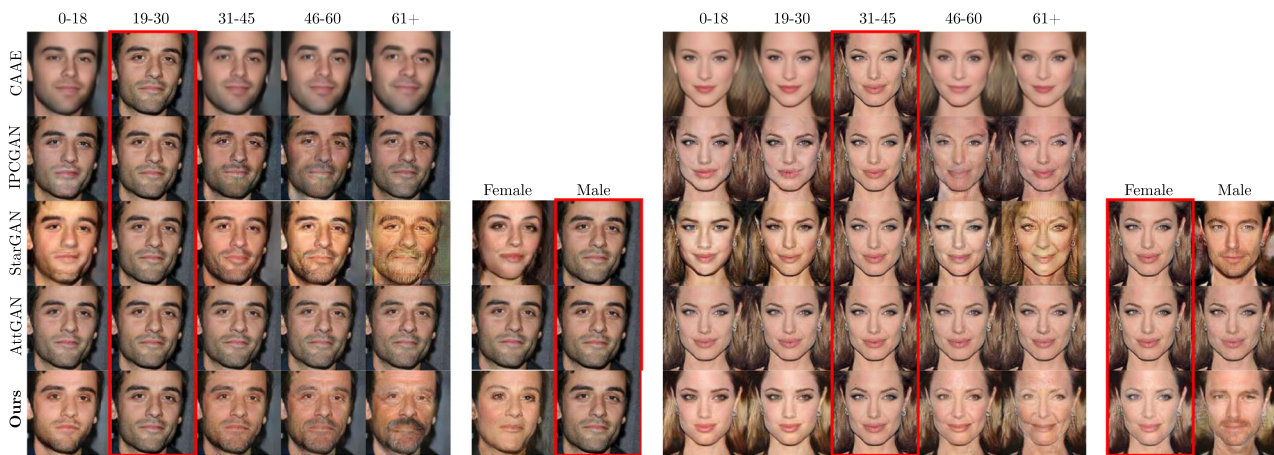 0-18 19-30 31-45 46-60 61+
0-18 19-30 31-45 46-60 61+
CAAE
IPCGAN
Female Male
Female Male
StarGAN
AttGAN
Ours